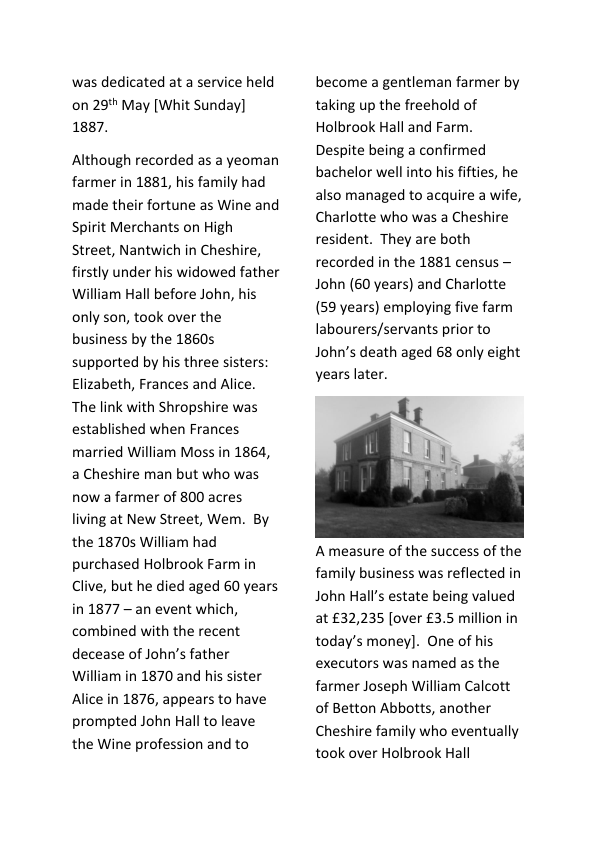 was dedicated at a service held
on 29th May [Whit Sunday]
1887.
Although recorded as a yeoman
farmer in 1881, his family had
made their fortune as Wine and
Spirit Merchants on High
Street, Nantwich in Cheshire,
firstly under his widowed father
William Hall before John, his
only son, took over the
business by the 1860s
supported by his three sisters:
Elizabeth, Frances and Alice.
The link with Shropshire was
established when Frances
married William Moss in 1864,
a Cheshire man but who was
now a farmer of 800 acres
living at New Street, Wem.  By
the 1870s William had
purchased Holbrook Farm in
Clive, but he died aged 60 years
in 1877 – an event which,
combined with the recent
decease of John’s father
William in 1870 and his sister
Alice in 1876, appears to have
prompted John Hall to leave
the Wine profession and to
become a gentleman farmer by
taking up the freehold of
Holbrook Hall and Farm.
Despite being a confirmed
bachelor well into his fifties, he
also managed to acquire a wife,
Charlotte who was a Cheshire
resident.  They are both
recorded in the 1881 census –
John (60 years) and Charlotte
(59 years) employing five farm
labourers/servants prior to
John’s death aged 68 only eight
years later.
A measure of the success of the
family business was reflected in
John Hall’s estate being valued
at £32,235 [over £3.5 million in
today’s money].  One of his
executors was named as the
farmer Joseph William Calcott
of Betton Abbotts, another
Cheshire family who eventually
took over Holbrook Hall